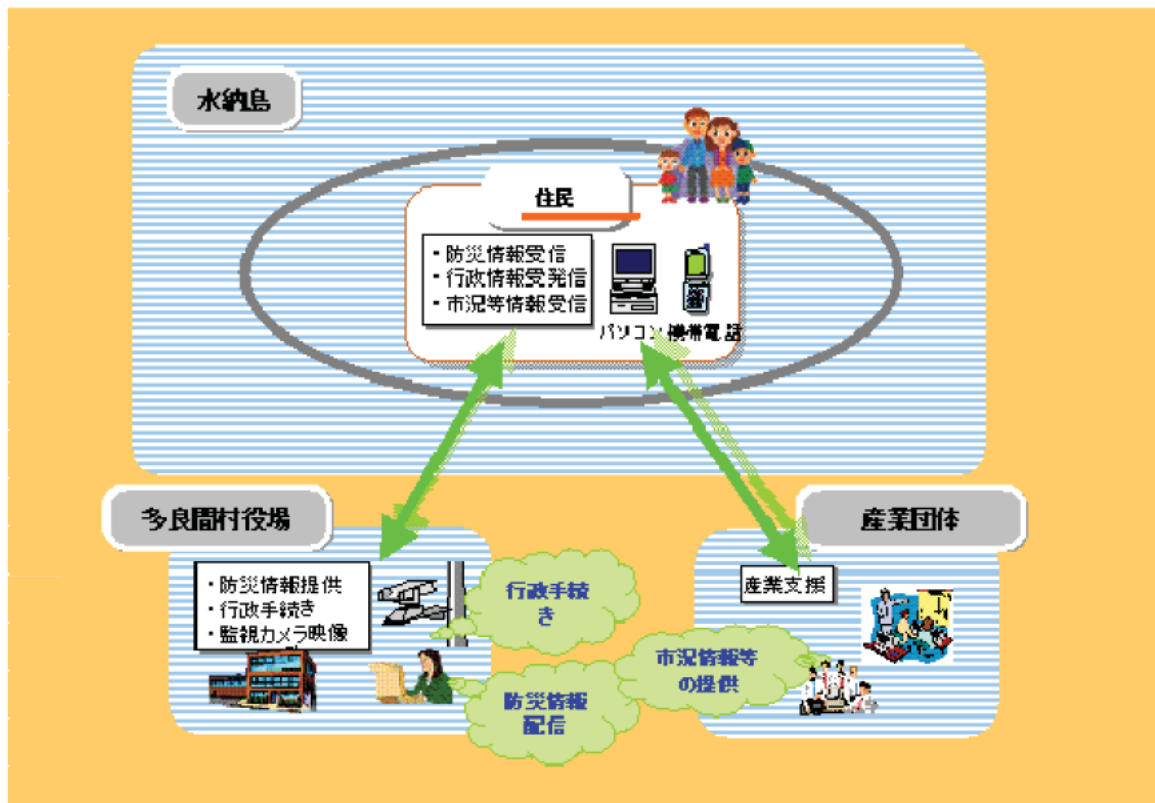 水納島
住民
・防災情報受信
・行政情報受発信
・市況等情報受信
パソコン 携帯電話
多良間村役場
産業団体
・防災情報提供
・行政手続き
・監視カメラ映像
行政手続
き
産業支援
市況情報等
の提供
防災情報
配信